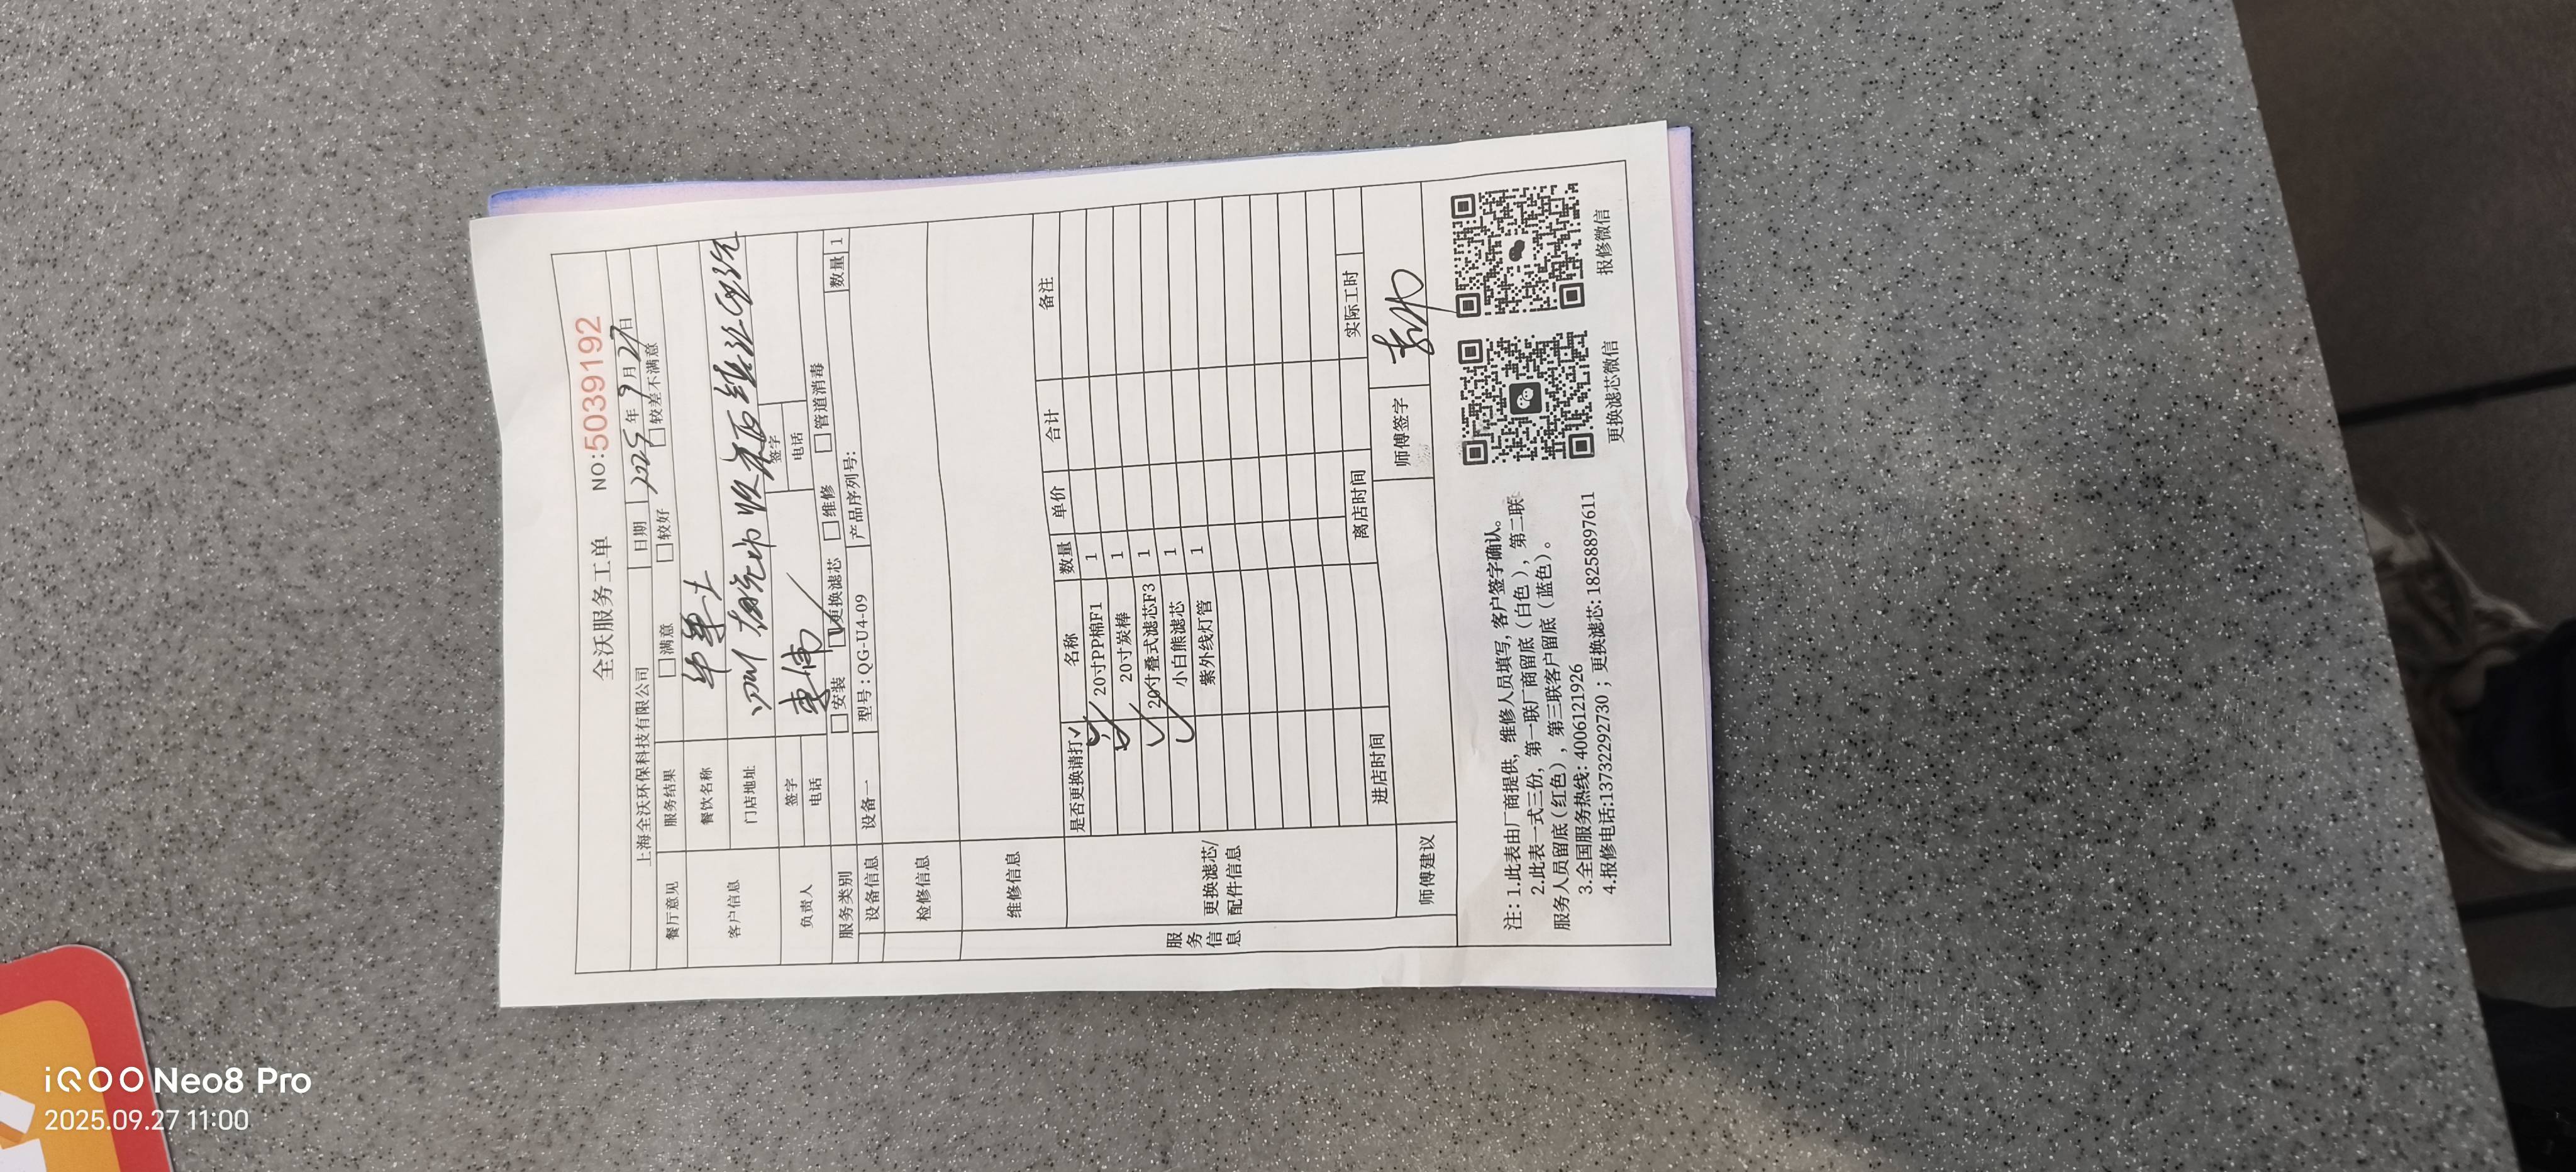 全沃服务工单 NO:5039192
上海全沃环保科技有限公司 日期 2025年9月27日
餐厅意见 服务结果 □满意 □较好 □较差不满意
客户信息 餐饮名称 华莱士
门店地址 四川
负责人 签字 签字
电话 电话
服务类别 □安装 ☑更换滤芯 □维修 □管道消毒
设备信息 设备一 型号:QG-U4-09 产品序列号: 数量 1
检修信息
维修信息
服务信息
更换滤芯/配件信息
是否更换请打✓ 名称 数量 单价 合计 备注
✓ 20寸PP棉F1 1
✓ 20寸炭棒 1
✓ 20寸叠式滤芯F3 1
✓ 小白熊滤芯 1
紫外线灯管 1
进店时间 离店时间 实际工时
师傅建议 师傅签字
注:1.此表由厂商提供,维修人员填写,客户签字确认。
2.此表一式三份,第一联厂商留底(白色),第二联
服务人员留底(红色),第三联客户留底(蓝色)。
3.全国服务热线:4006121926
4.报修电话:13732292730;更换滤芯:18258897611
更换滤芯微信 报修微信
iQOO Neo8 Pro
2025.09.27 11:00